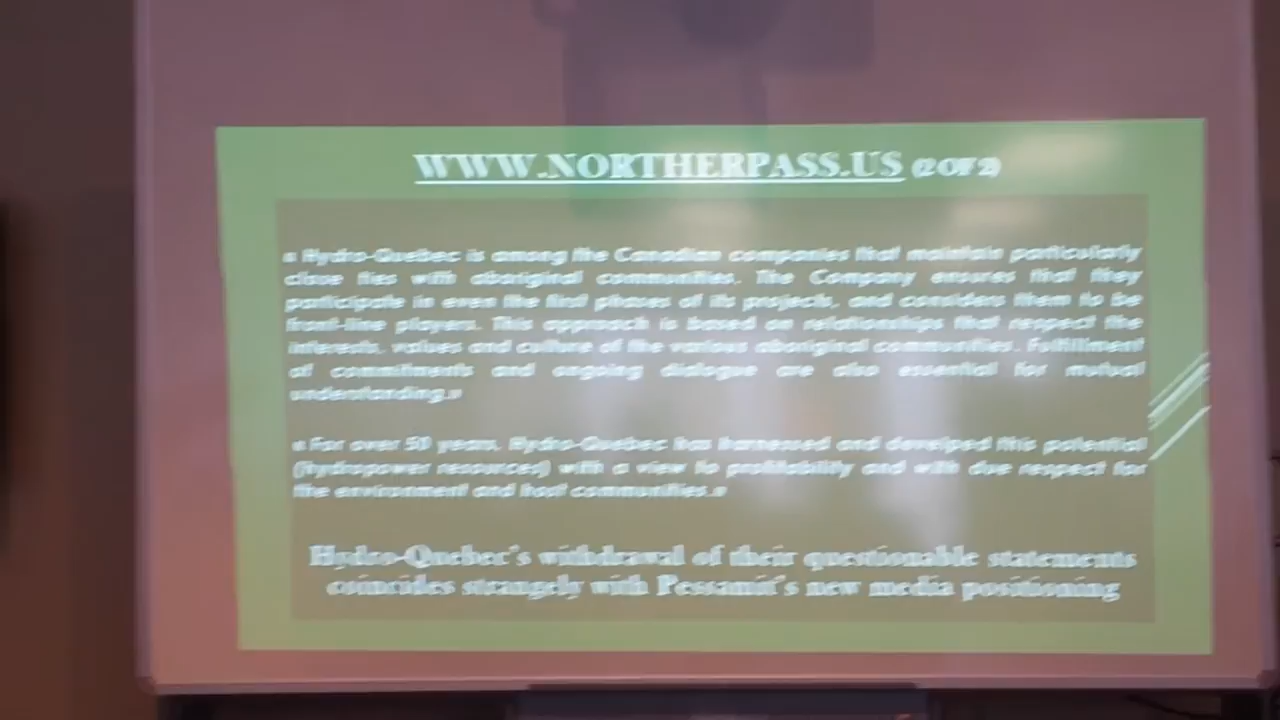 WWW.NORTHERPASS.US (2 OF 2)
« Hydro-Quebec is among the Canadian companies that maintain particularly
close ties with aboriginal communities. The Company ensures that they
participate in even the first phases of its projects, and considers them to be
front-line players. This approach is based on relationships that respect the
interests, values and culture of the various aboriginal communities. Fulfillment
of commitments and ongoing dialogue are also essential for mutual
understanding.»
« For over 50 years, Hydro-Quebec has harnessed and develped this potential
(hydropower resources) with a view to profitability and with due respect for
the environment and host communities.»
Hydro-Quebec's withdrawal of their questionable statements
coincides strangely with Pessamit's new media positioning